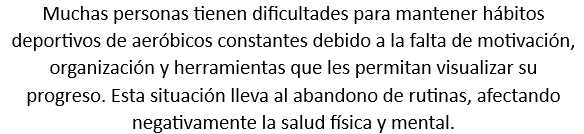 Muchas personas tienen dificultades para mantener hábitos
deportivos de aeróbicos constantes debido a la falta de motivación,
organización y herramientas que les permitan visualizar su
progreso. Esta situación lleva al abandono de rutinas, afectando
negativamente la salud física y mental.